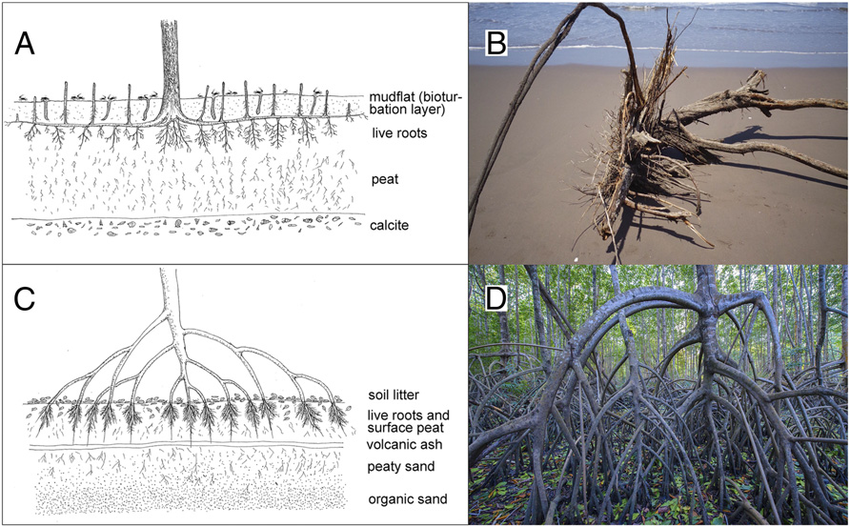 A
mudflat (biotur-
bation layer)
live roots
peat
calcite
B
C
soil litter
live roots and
surface peat
volcanic ash
peaty sand
organic sand
D